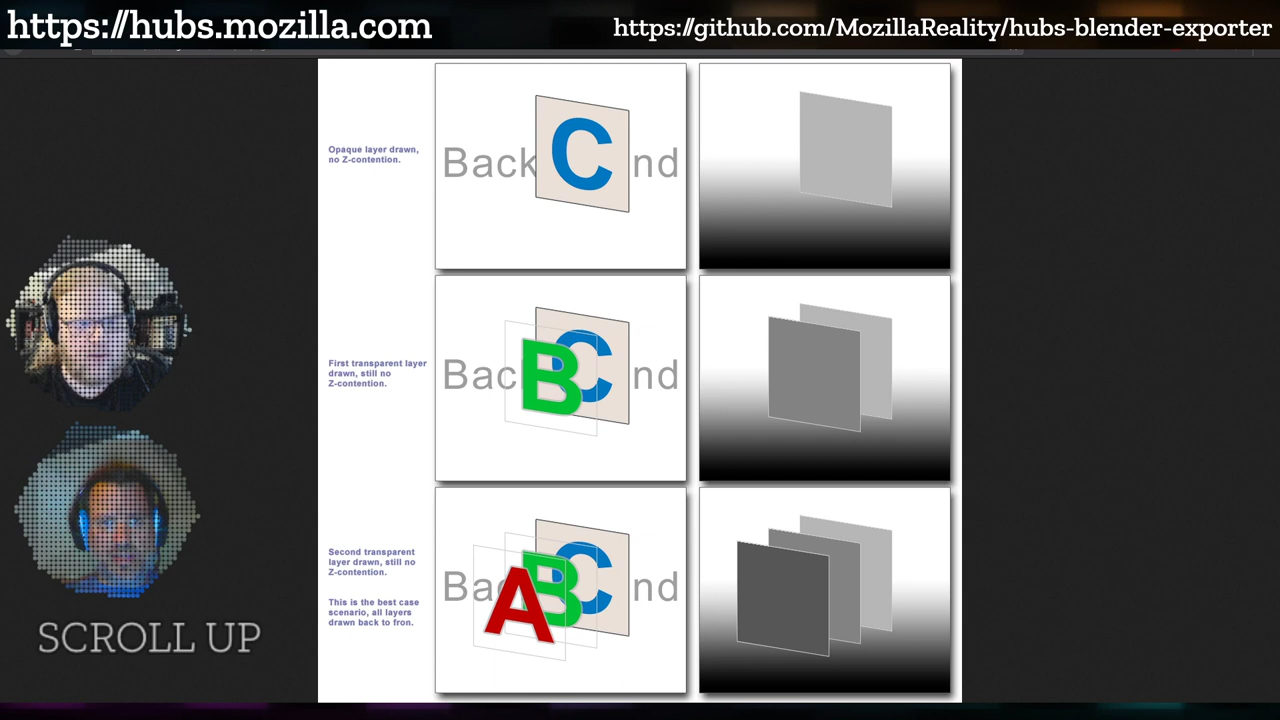 https://hubs.mozilla.com
https://github.com/MozillaReality/hubs-blender-exporter
Opaque layer drawn,
no Z-contention.
Back
C
nd
First transparent layer
drawn, still no
Z-contention.
Bac
B
C
nd
Second transparent
layer drawn, still no
Z-contention.
This is the best case
scenario, all layers
drawn back to fron.
Bac
A
B
C
nd
SCROLL UP